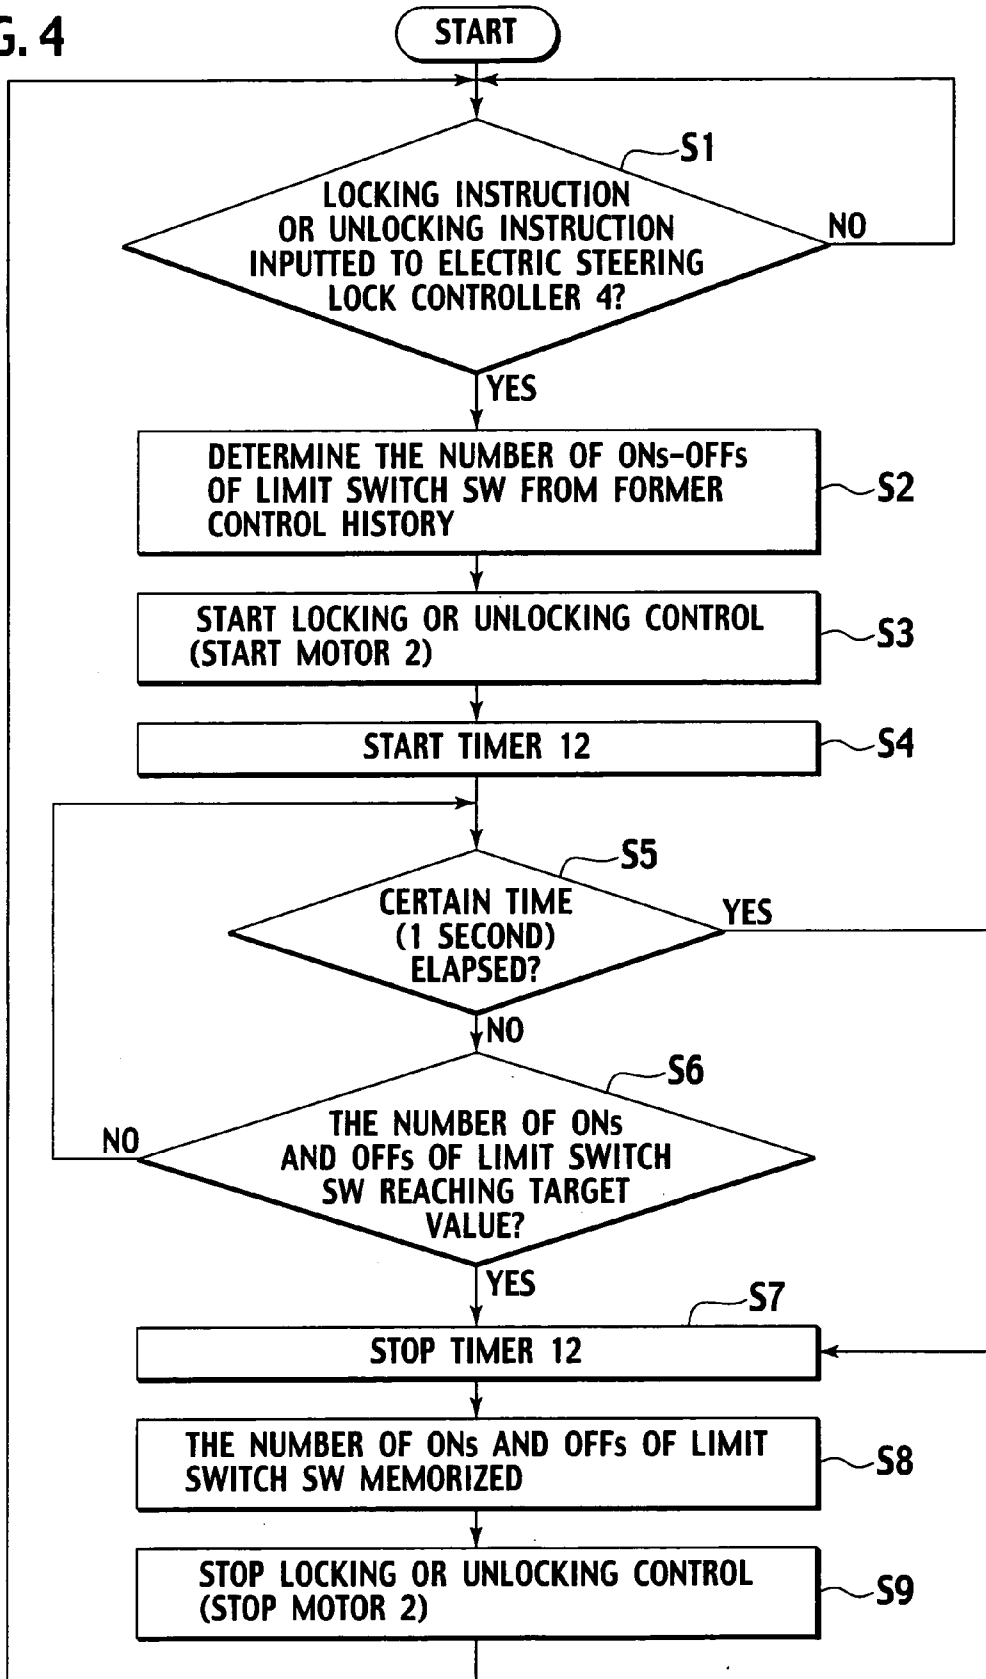 G. 4
START
S1
LOCKING INSTRUCTION
OR UNLOCKING INSTRUCTION
INPUTTED TO ELECTRIC STEERING
LOCK CONTROLLER 4?
NO
YES
DETERMINE THE NUMBER OF ONs-OFFs
OF LIMIT SWITCH SW FROM FORMER
CONTROL HISTORY
S2
START LOCKING OR UNLOCKING CONTROL
(START MOTOR 2)
S3
START TIMER 12
S4
S5
CERTAIN TIME
(1 SECOND)
ELAPSED?
YES
NO
S6
THE NUMBER OF ONs
AND OFFs OF LIMIT SWITCH
SW REACHING TARGET
VALUE?
NO
YES
S7
STOP TIMER 12
THE NUMBER OF ONs AND OFFs OF LIMIT
SWITCH SW MEMORIZED
S8
STOP LOCKING OR UNLOCKING CONTROL
(STOP MOTOR 2)
S9